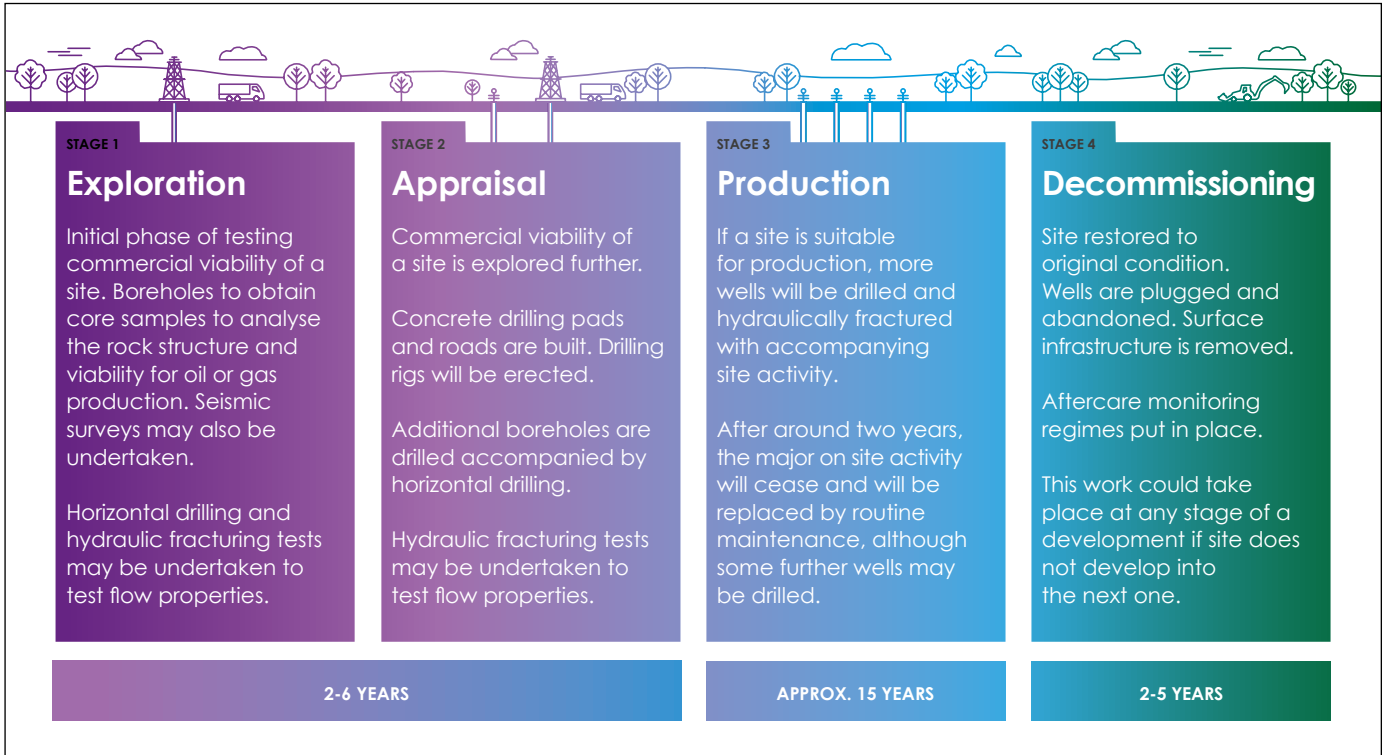 STAGE 1
Exploration
Initial phase of testing
commercial viability of a
site. Boreholes to obtain
core samples to analyse
the rock structure and
viability for oil or gas
production. Seismic
surveys may also be
undertaken.
Horizontal drilling and
hydraulic fracturing tests
may be undertaken to
test flow properties.
STAGE 2
Appraisal
Commercial viability of
a site is explored further.
Concrete drilling pads
and roads are built. Drilling
rigs will be erected.
Additional boreholes are
drilled accompanied by
horizontal drilling.
Hydraulic fracturing tests
may be undertaken to
test flow properties.
STAGE 3
Production
If a site is suitable
for production, more
wells will be drilled and
hydraulically fractured
with accompanying
site activity.
After around two years,
the major on site activity
will cease and will be
replaced by routine
maintenance, although
some further wells may
be drilled.
STAGE 4
Decommissioning
Site restored to
original condition.
Wells are plugged and
abandoned. Surface
infrastructure is removed.
Aftercare monitoring
regimes put in place.
This work could take
place at any stage of a
development if site does
not develop into
the next one.
2-6 YEARS
APPROX. 15 YEARS
2-5 YEARS